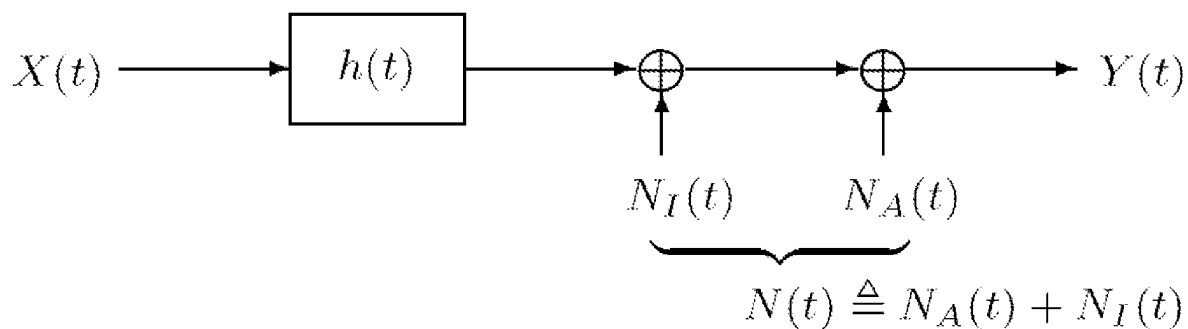 X(t) h(t) Y(t)
N_I(t) N_A(t)
N(t) ≜ N_A(t) + N_I(t)